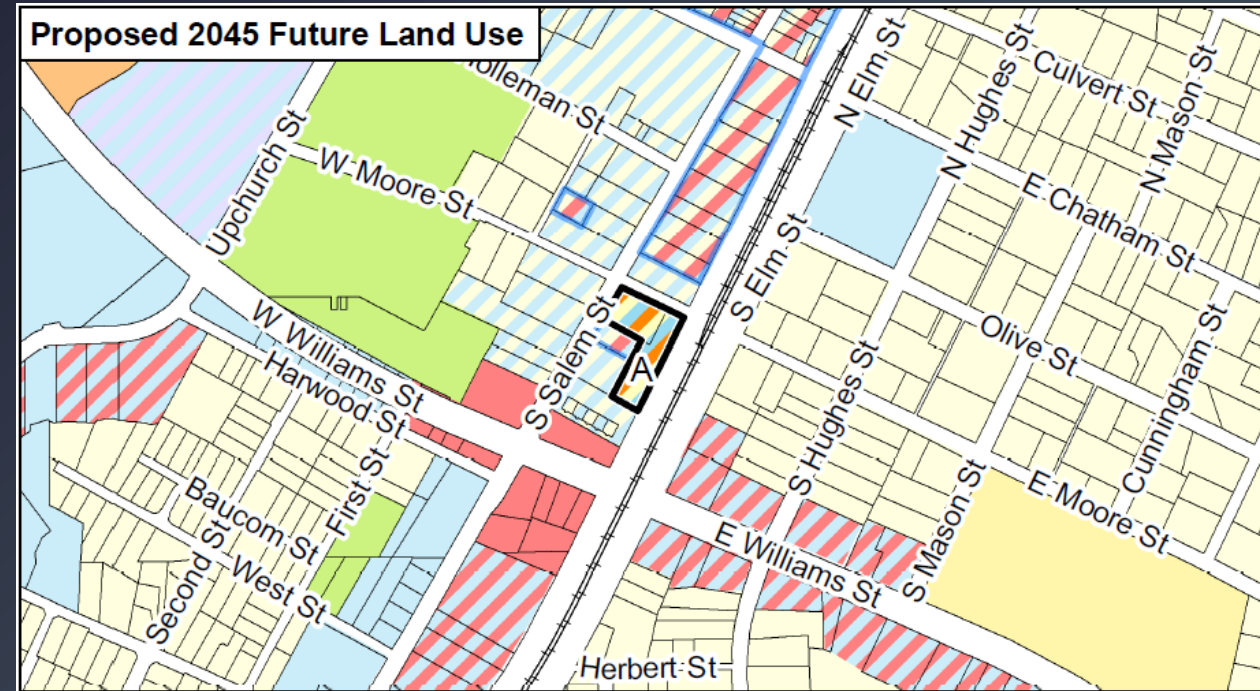 Proposed 2045 Future Land Use
N Elm St
N Hughes St
Culvert St
N Mason St
Upchurch St
W Moore St
E Chatham St
S Elm St
S Salem St
Olive St
Cunningham St
W Williams St
Harwood St
A
S Hughes St
First St
Baucom St
Second St
West St
E Williams St
S Mason St
E Moore St
Herbert St